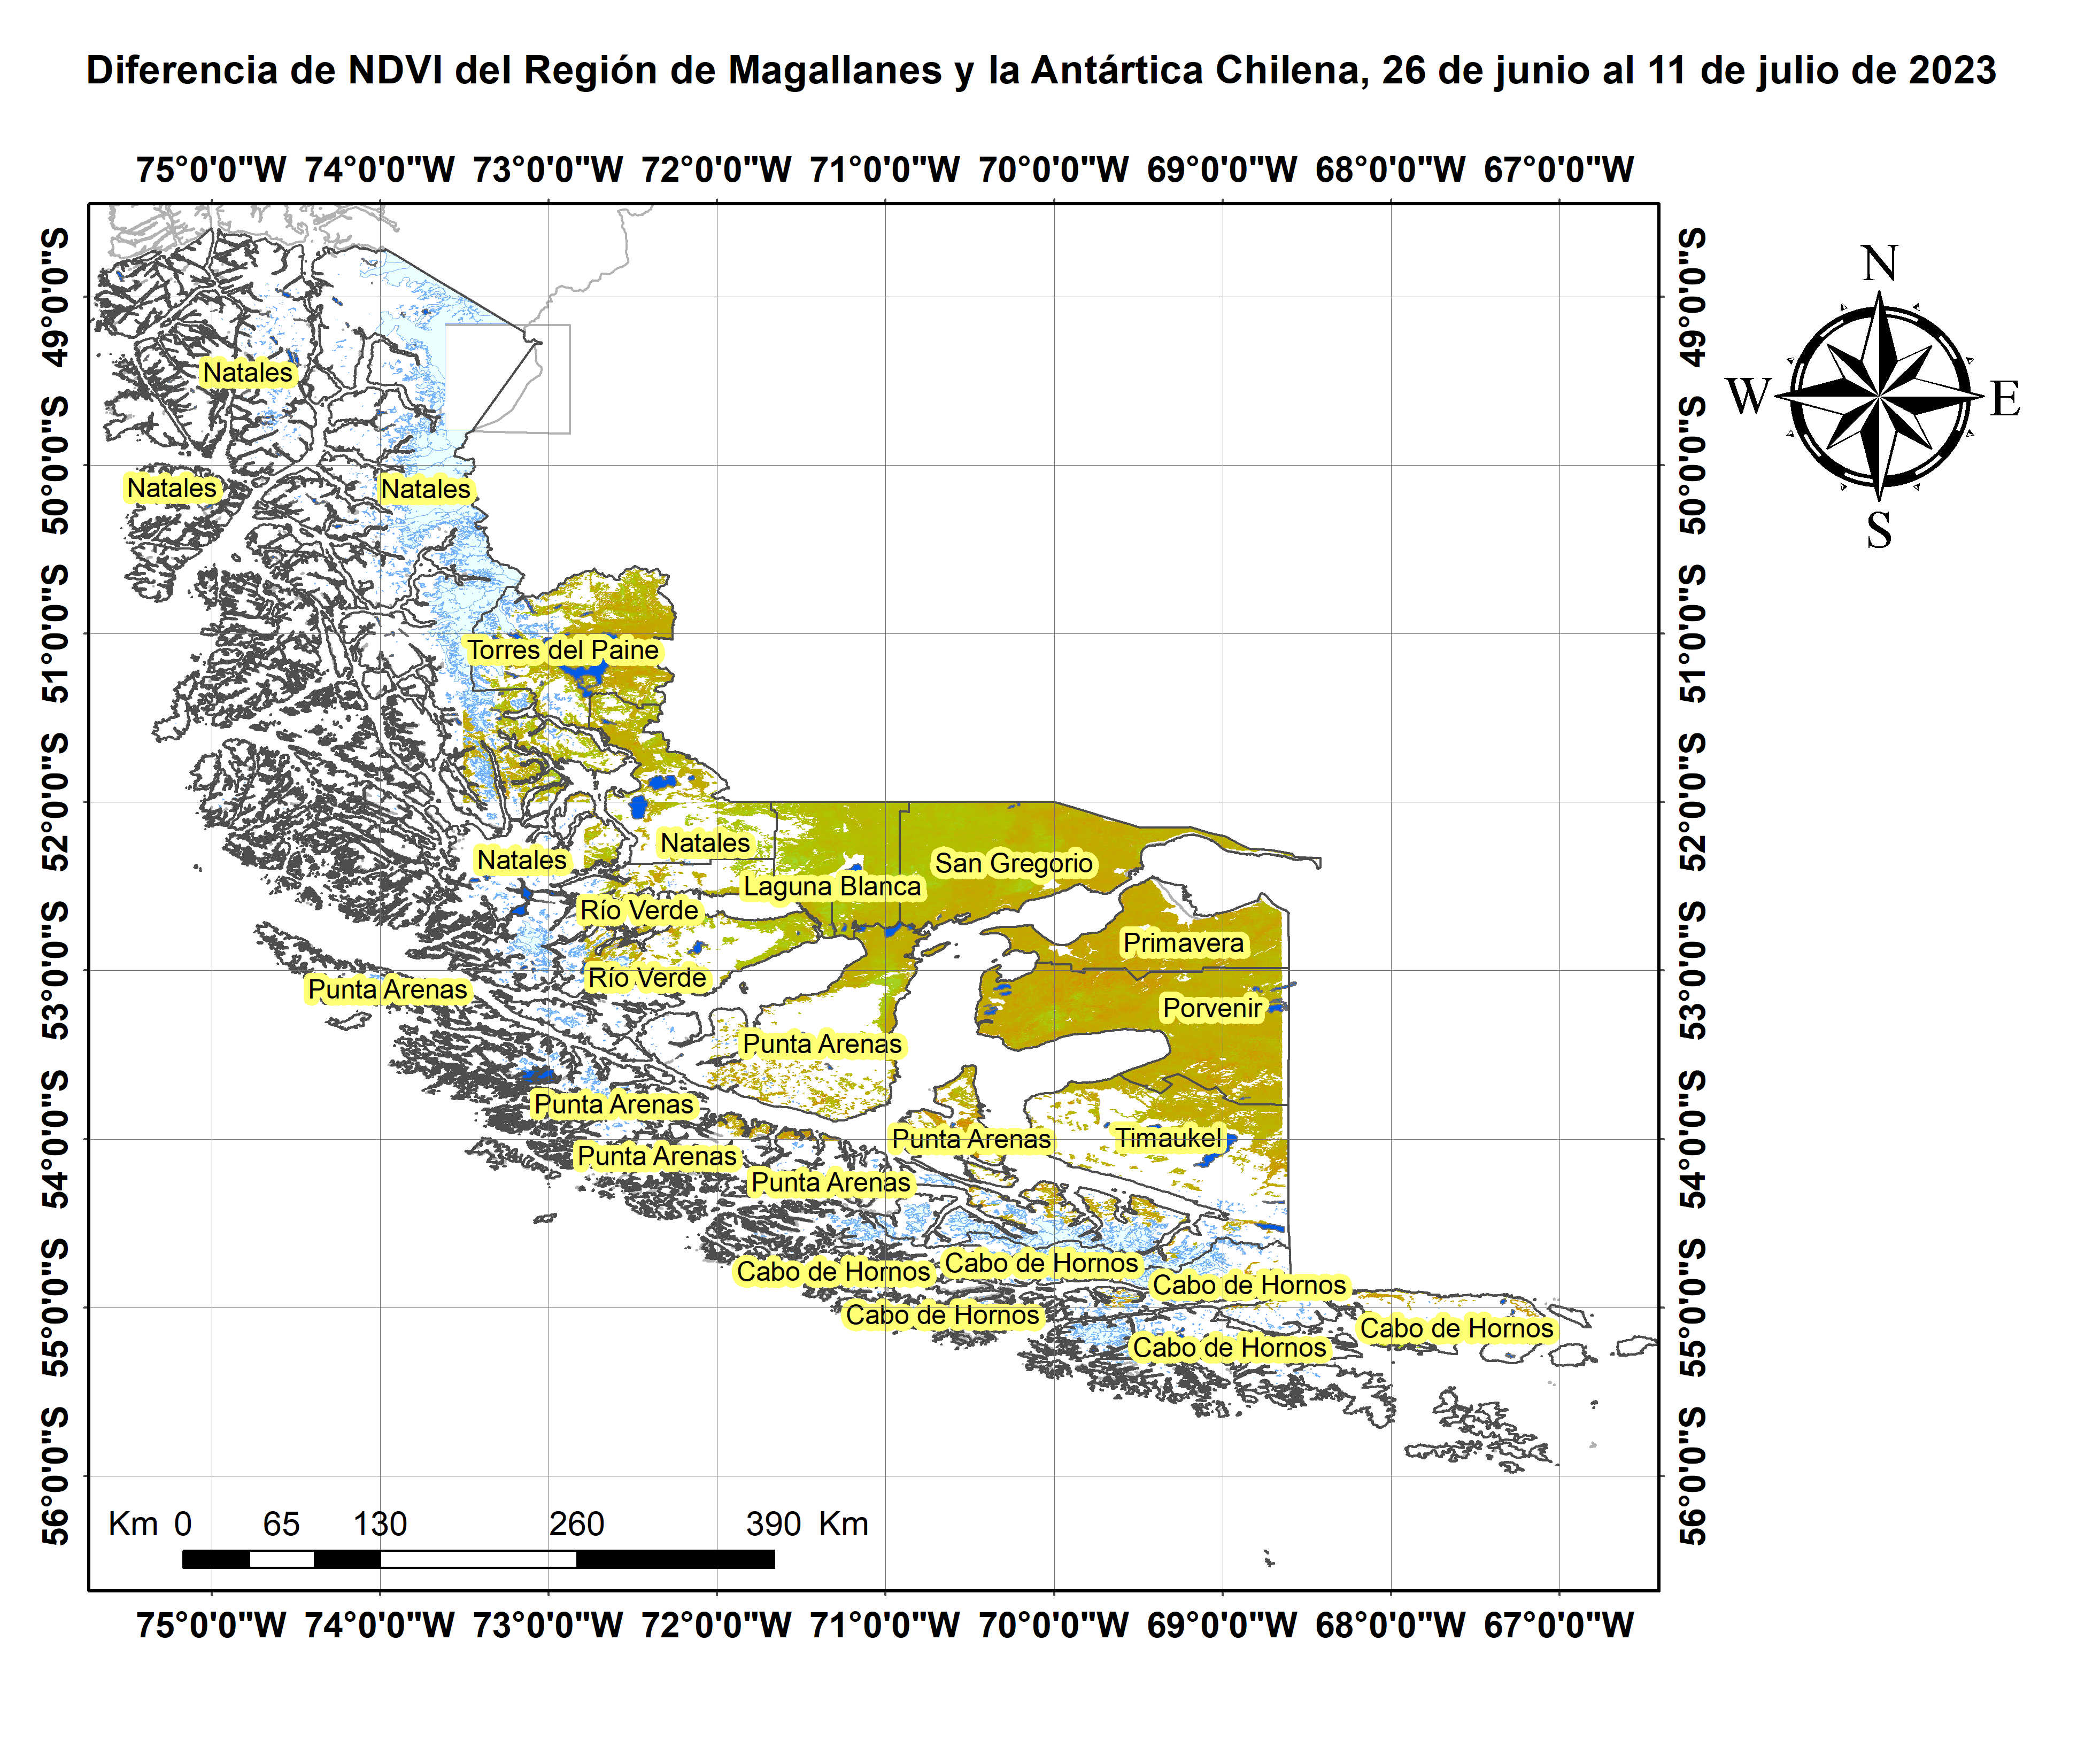 Diferencia de NDVI del Región de Magallanes y la Antártica Chilena, 26 de junio al 11 de julio de 2023
75°0'0"W 74°0'0"W 73°0'0"W 72°0'0"W 71°0'0"W 70°0'0"W 69°0'0"W 68°0'0"W 67°0'0"W
49°0'0"S
50°0'0"S
51°0'0"S
52°0'0"S
53°0'0"S
54°0'0"S
55°0'0"S
56°0'0"S
Natales
Natales
Natales
Torres del Paine
Natales
Natales
San Gregorio
Laguna Blanca
Río Verde
Primavera
Río Verde
Punta Arenas
Porvenir
Punta Arenas
Punta Arenas
Punta Arenas
Timaukel
Punta Arenas
Punta Arenas
Cabo de Hornos
Cabo de Hornos
Cabo de Hornos
Cabo de Hornos
Cabo de Hornos
Cabo de Hornos
Km 0 65 130 260 390 Km
75°0'0"W 74°0'0"W 73°0'0"W 72°0'0"W 71°0'0"W 70°0'0"W 69°0'0"W 68°0'0"W 67°0'0"W
49°0'0"S
50°0'0"S
51°0'0"S
52°0'0"S
53°0'0"S
54°0'0"S
55°0'0"S
56°0'0"S
N
W E
S